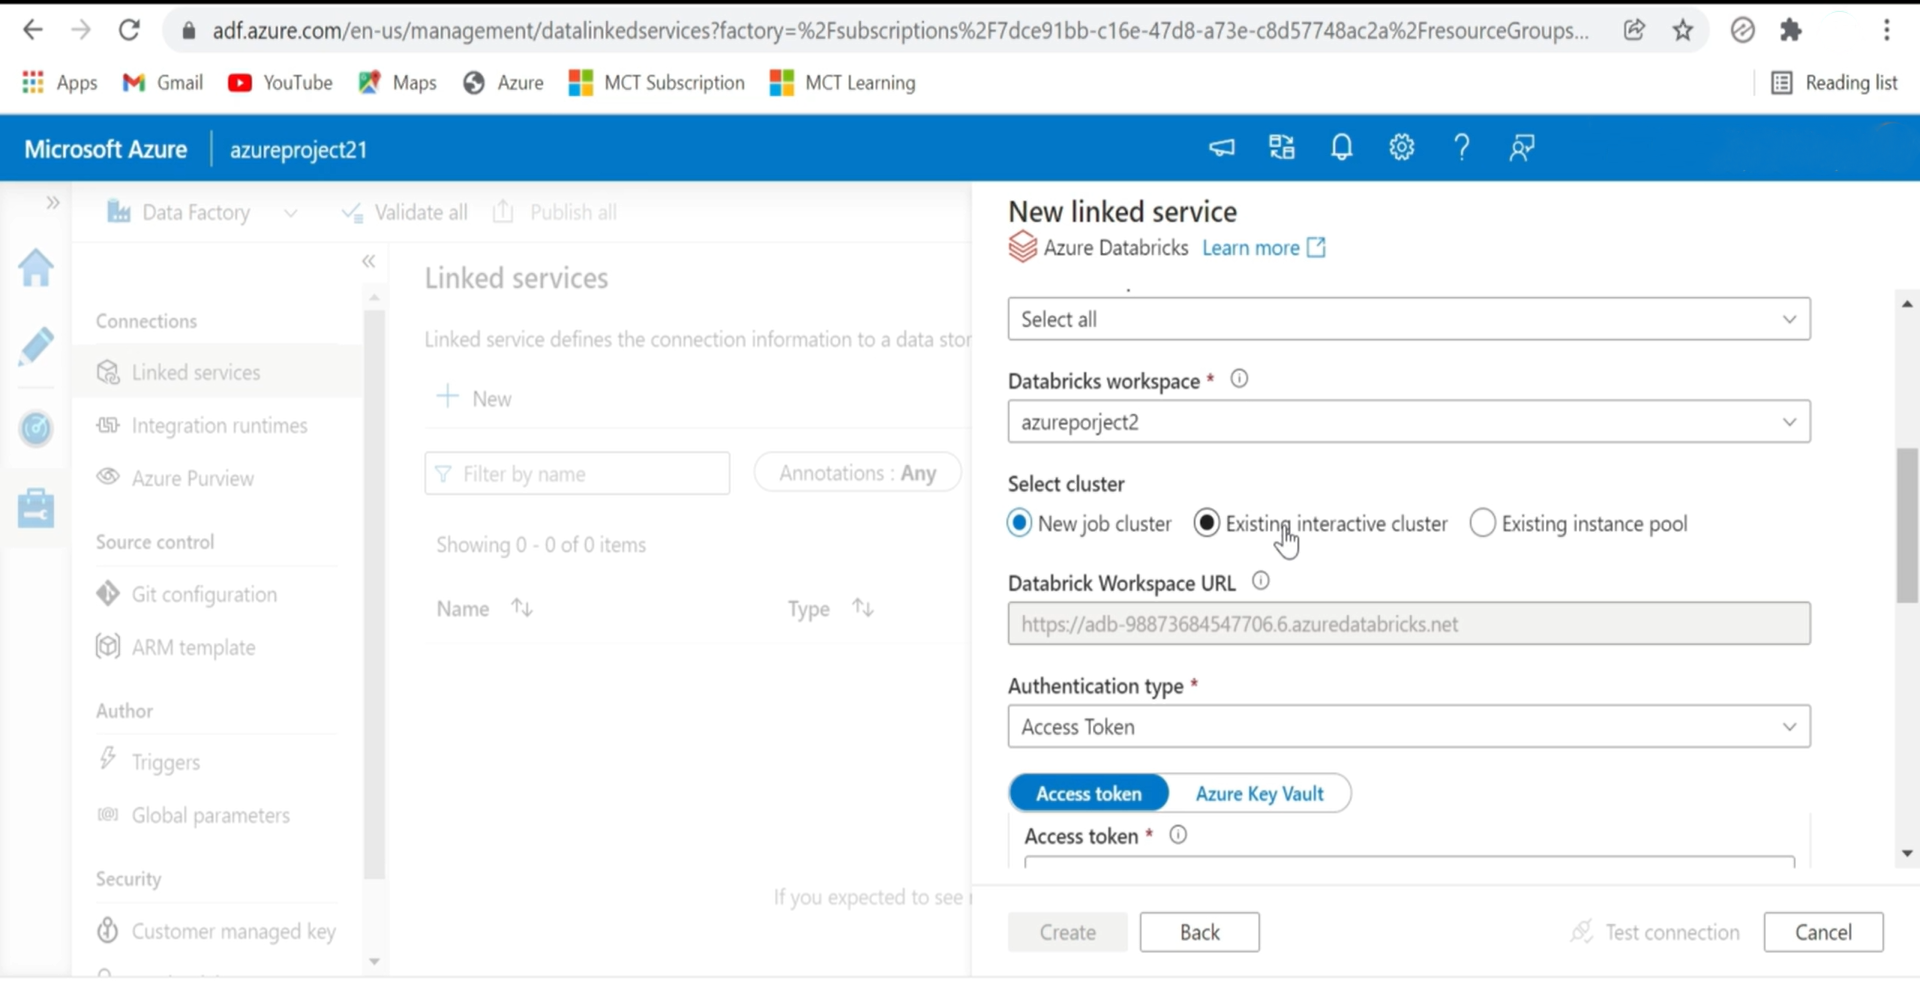 adf.azure.com/en-us/management/datalinkedservices?factory=%2Fsubscriptions%2F7dce91bb-c16e-47d8-a73e-c8d57748ac2a%2FresourceGroups...
Apps Gmail YouTube Maps Azure MCT Subscription MCT Learning Reading list
Microsoft Azure azureproject21
Data Factory Validate all Publish all
Connections
Linked services
Integration runtimes
Azure Purview
Source control
Git configuration
ARM template
Author
Triggers
Global parameters
Security
Customer managed key
Linked services
Linked service defines the connection information to a data stor
New
Filter by name Annotations : Any
Showing 0 - 0 of 0 items
Name Type
If you expected to see
New linked service
Azure Databricks Learn more
Select all
Databricks workspace *
azureporject2
Select cluster
New job cluster Existing interactive cluster Existing instance pool
Databrick Workspace URL
https://adb-98873684547706.6.azuredatabricks.net
Authentication type *
Access Token
Access token Azure Key Vault
Access token *
Create Back Test connection Cancel